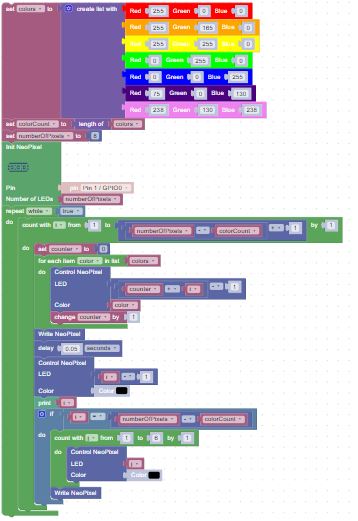 set colors to create list with Red 255 Green 0 Blue 0
Red 255 Green 165 Blue 0
Red 255 Green 255 Blue 0
Red 0 Green 255 Blue 0
Red 0 Green 0 Blue 255
Red 75 Green 0 Blue 130
Red 238 Green 130 Blue 238
set colorCount to length of colors
set numberOfPixels to 8
Init NeoPixel
Pin pin Pin 1 / GPIO0
Number of LEDs numberOfPixels
repeat while true
do count with i from 1 to numberOfPixels - colorCount + 1 by 1
do set counter to 0
for each item color in list colors
do Control NeoPixel
LED counter + i - 1
Color color
change counter by 1
Write NeoPixel
delay 0.05 seconds
Control NeoPixel
LED i - 1
Color Color
print i
if i = numberOfPixels - colorCount
do count with j from 1 to 6 by 1
do Control NeoPixel
LED j
Color Color
Write NeoPixel